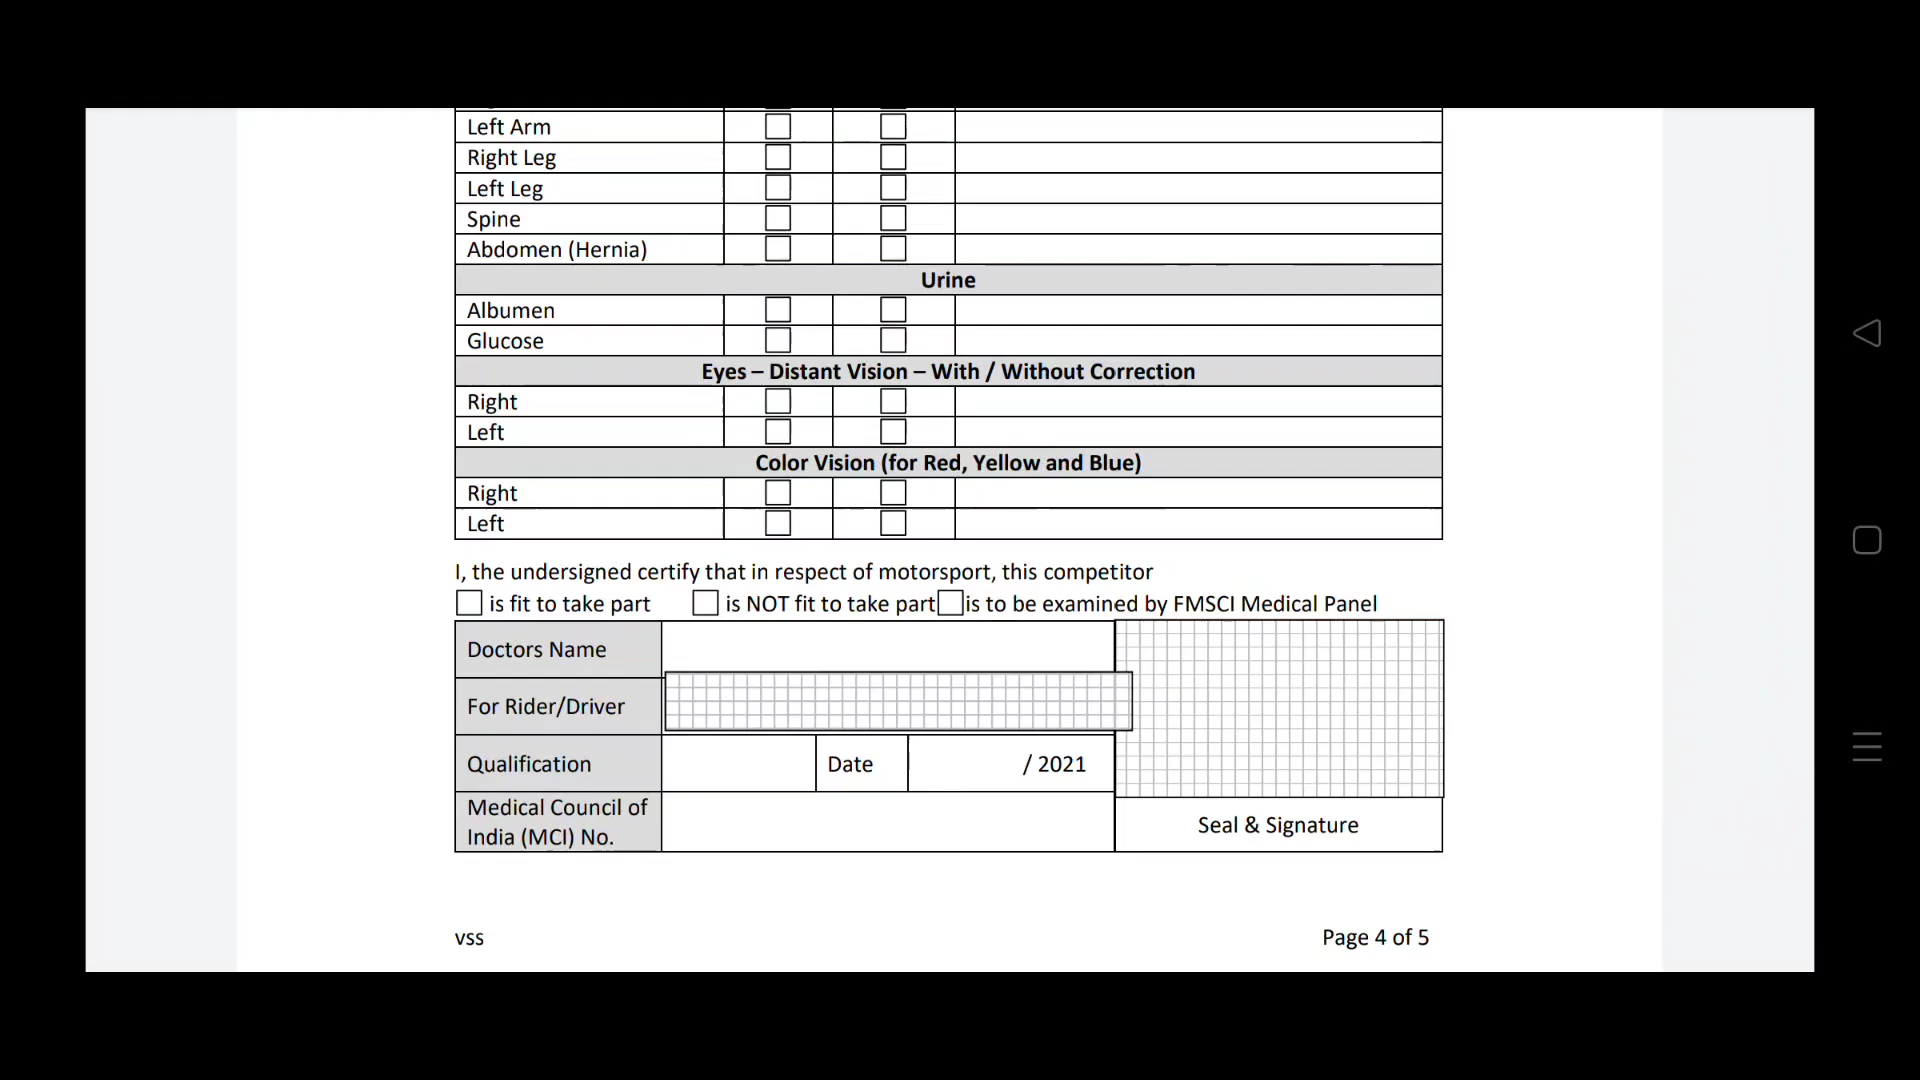 Left Arm
Right Leg
Left Leg
Spine
Abdomen (Hernia)
Urine
Albumen
Glucose
Eyes – Distant Vision – With / Without Correction
Right
Left
Color Vision (for Red, Yellow and Blue)
Right
Left
I, the undersigned certify that in respect of motorsport, this competitor
is fit to take part is NOT fit to take part is to be examined by FMSCI Medical Panel
Doctors Name
For Rider/Driver
Qualification Date / 2021
Medical Council of
India (MCI) No.
Seal & Signature
vss Page 4 of 5